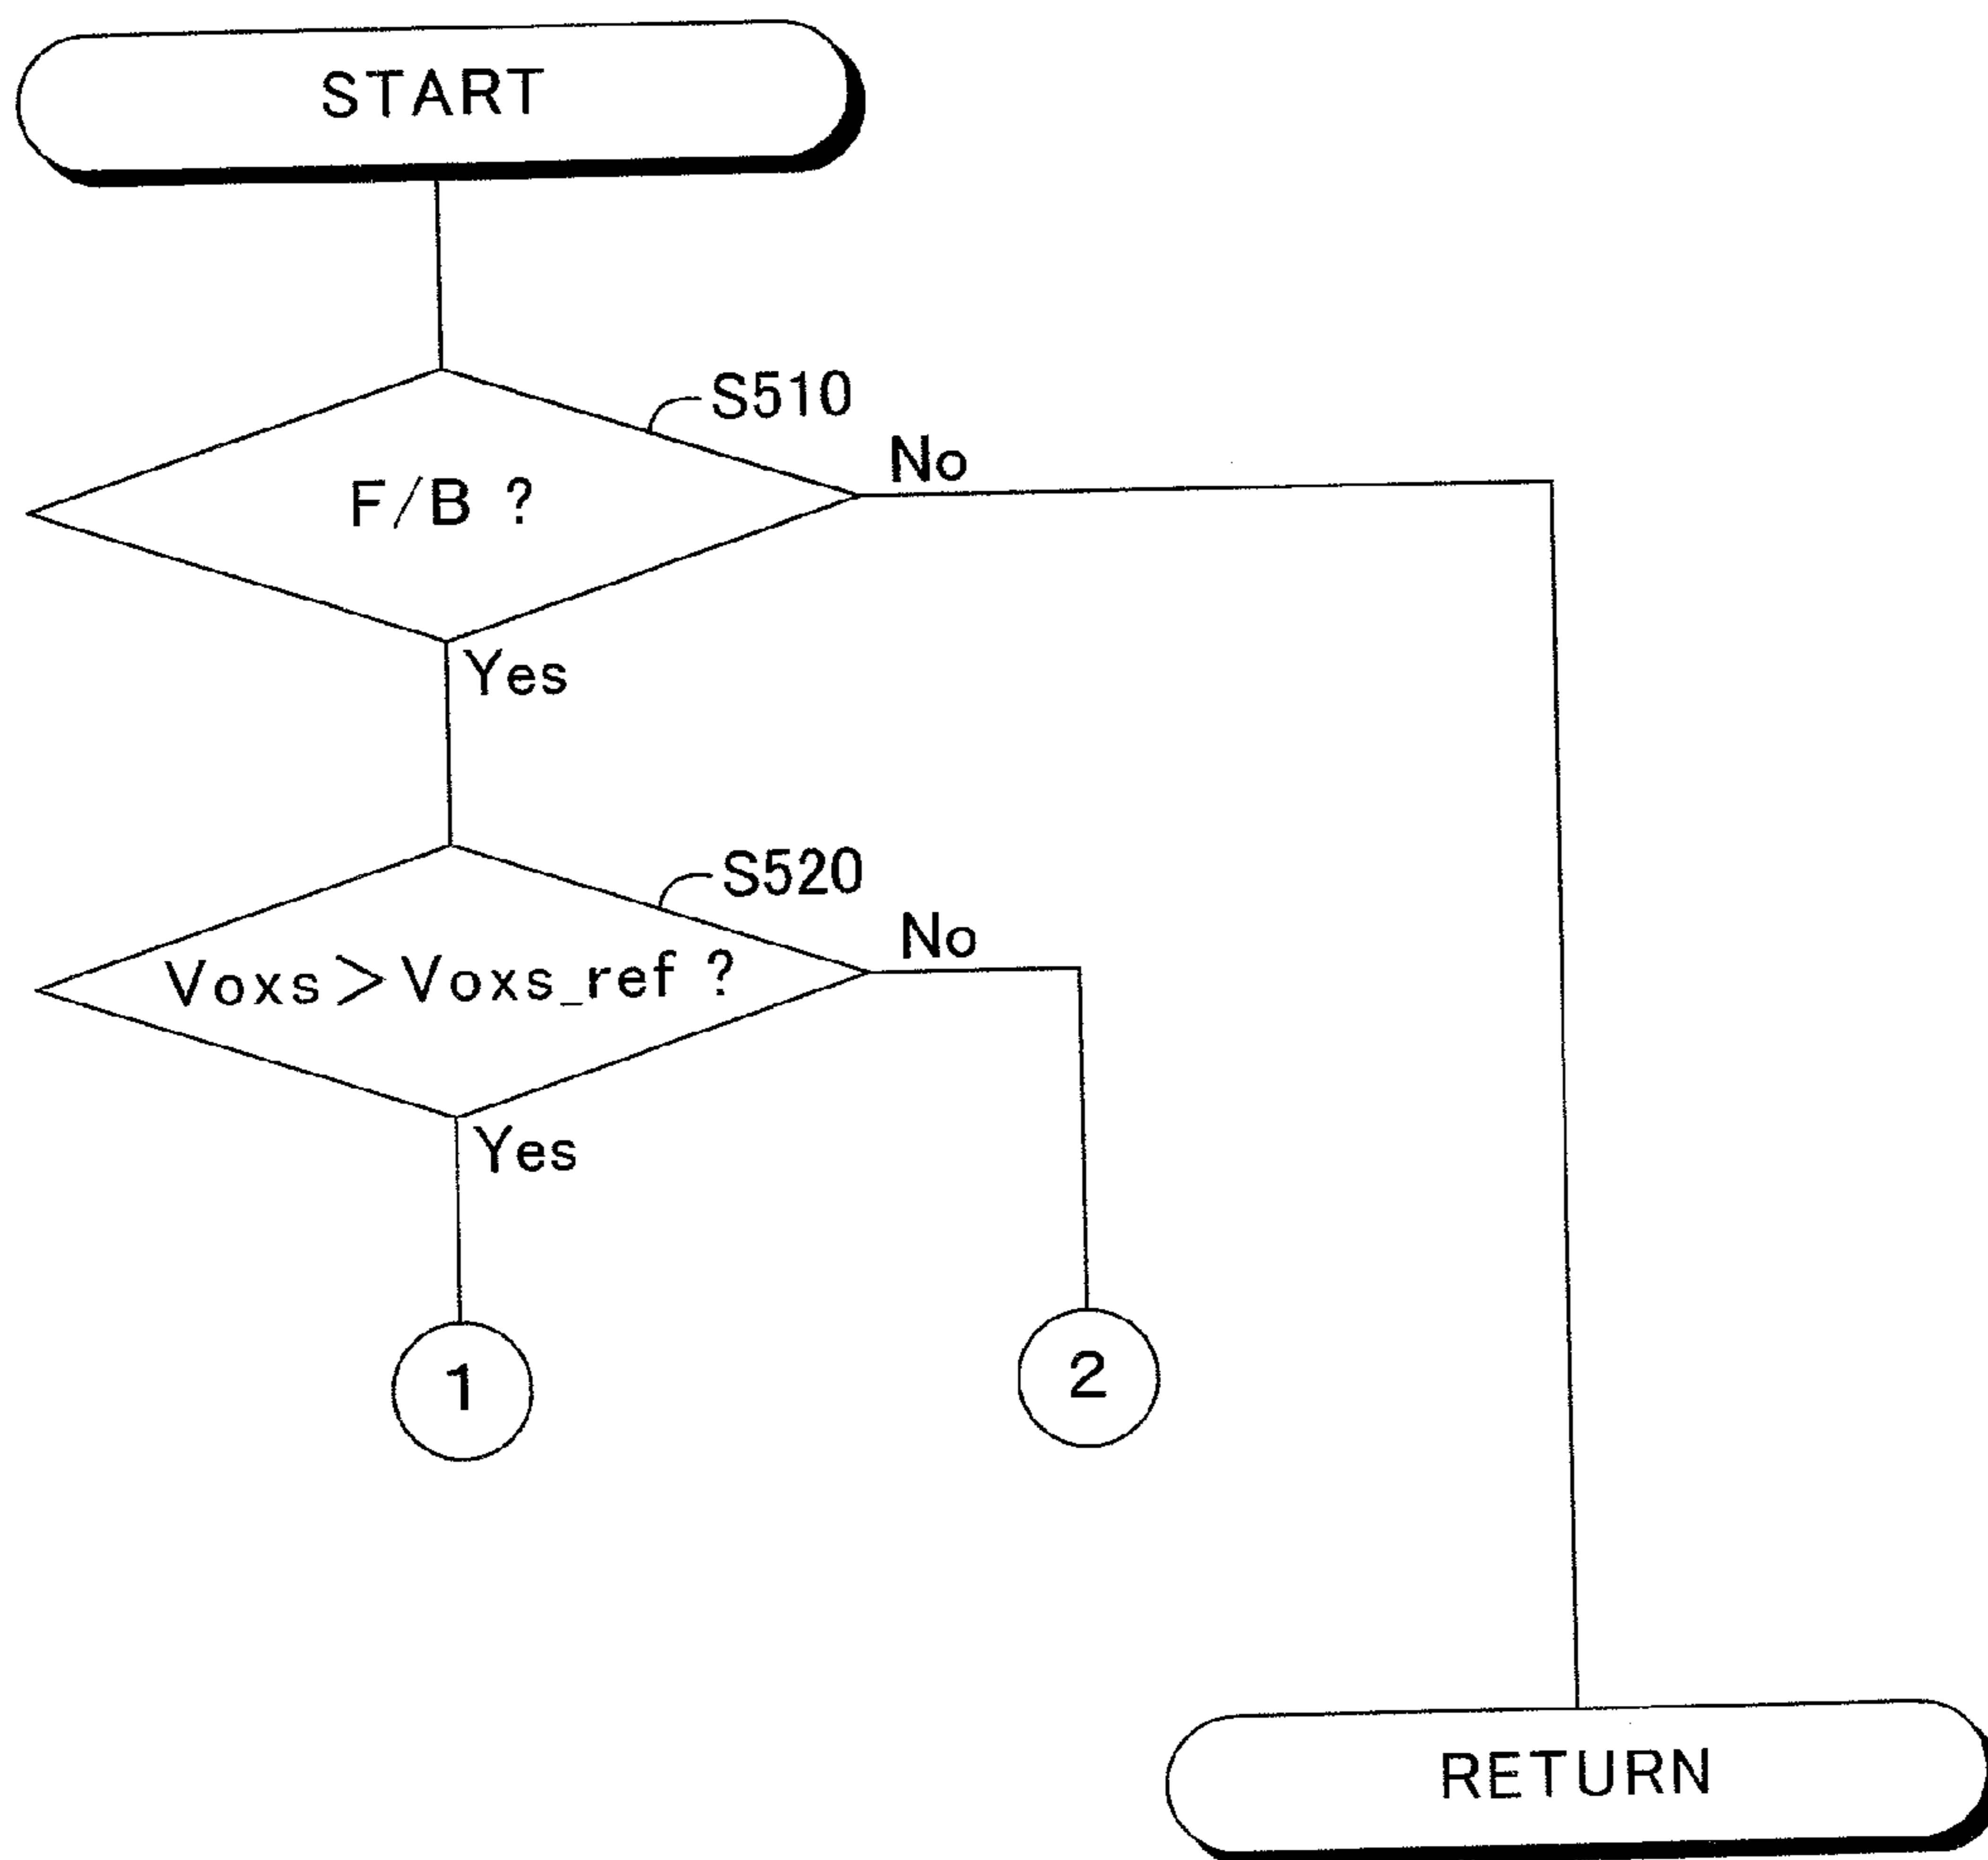 START
S510
No
F/B ?
Yes
S520
No
Voxs>Voxs_ref ?
Yes
1
2
RETURN